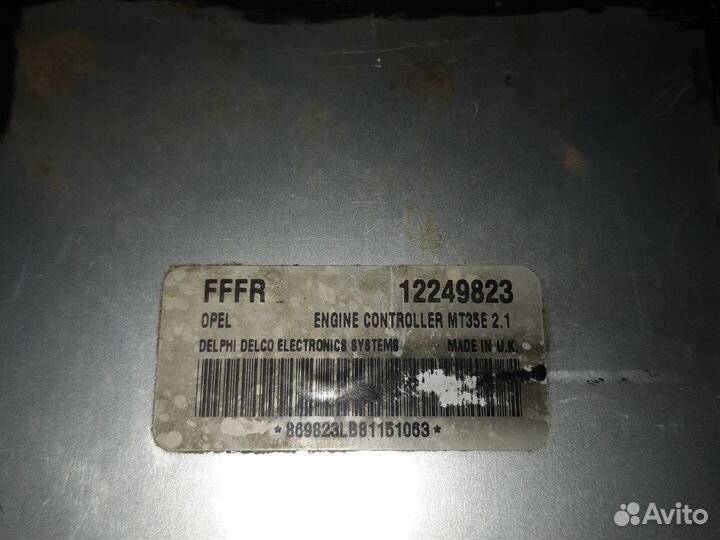 FFFR 12249823
OPEL ENGINE CONTROLLER MT35E 2.1
DELPHI DELCO ELECTRONICS SYSTEMS MADE IN U.K.
*869823LB81151063*
Avito